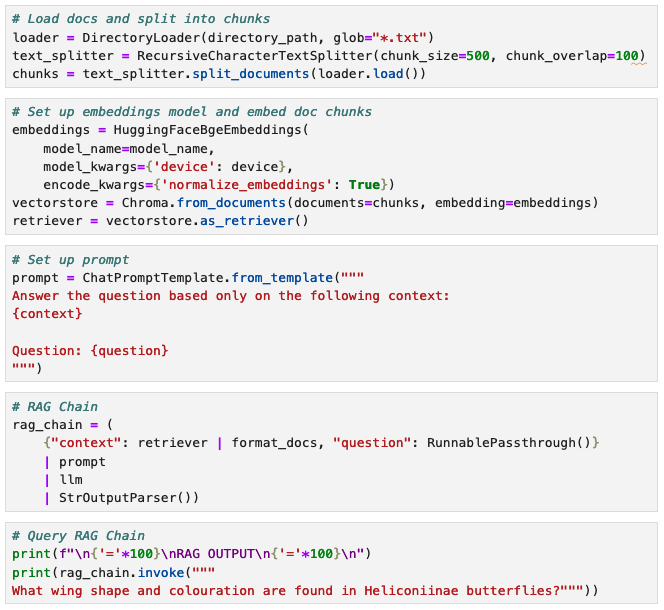 # Load docs and split into chunks
loader = DirectoryLoader(directory_path, glob="*.txt")
text_splitter = RecursiveCharacterTextSplitter(chunk_size=500, chunk_overlap=100)
chunks = text_splitter.split_documents(loader.load())
# Set up embeddings model and embed doc chunks
embeddings = HuggingFaceBgeEmbeddings(
    model_name=model_name,
    model_kwargs={'device': device},
    encode_kwargs={'normalize_embeddings': True})
vectorstore = Chroma.from_documents(documents=chunks, embedding=embeddings)
retriever = vectorstore.as_retriever()
# Set up prompt
prompt = ChatPromptTemplate.from_template("""
Answer the question based only on the following context:
{context}

Question: {question}
""")
# RAG Chain
rag_chain = (
    {"context": retriever | format_docs, "question": RunnablePassthrough()}
    | prompt
    | llm
    | StrOutputParser())
# Query RAG Chain
print(f"\n{'='*100}\nRAG OUTPUT\n{'='*100}\n")
print(rag_chain.invoke("""
What wing shape and colouration are found in Heliconiinae butterflies?"""))